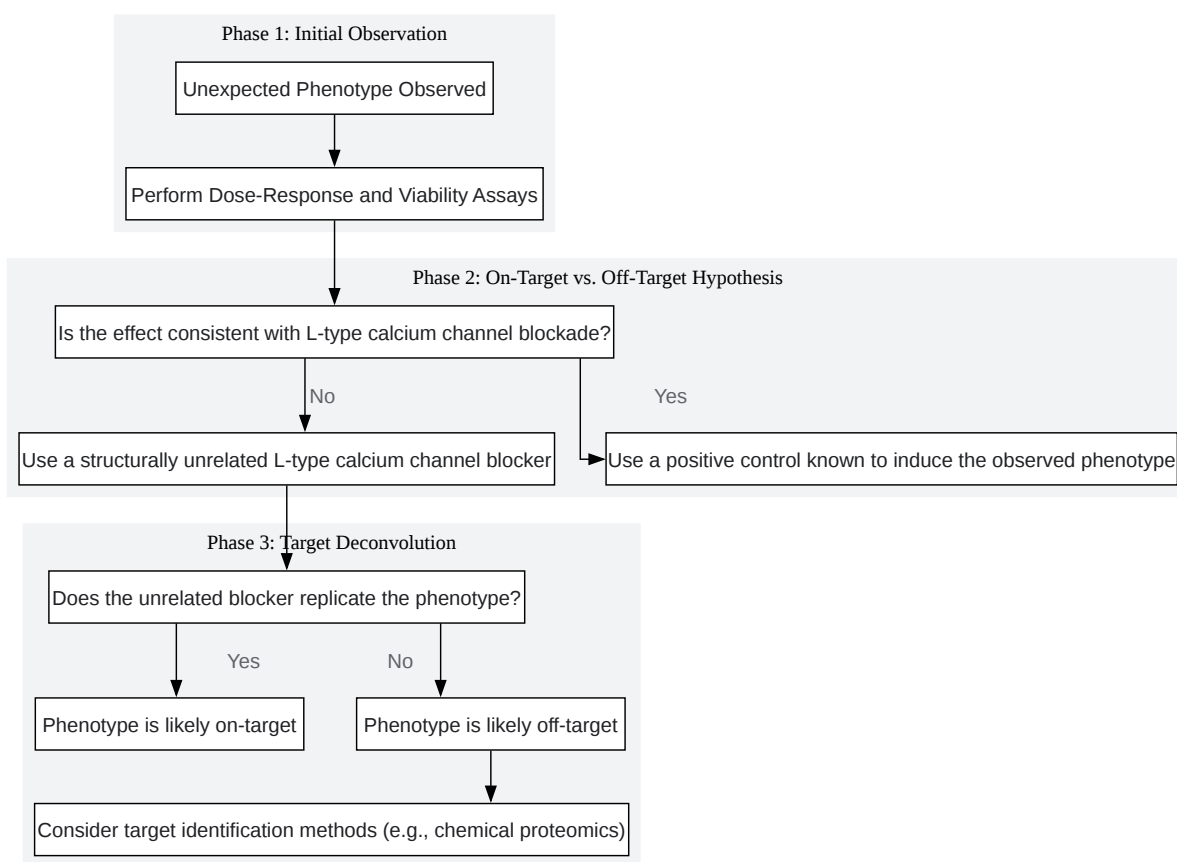 Phase 1: Initial Observation
Unexpected Phenotype Observed
Perform Dose-Response and Viability Assays
Phase 2: On-Target vs. Off-Target Hypothesis
Is the effect consistent with L-type calcium channel blockade?
No
Yes
Use a structurally unrelated L-type calcium channel blocker
Use a positive control known to induce the observed phenotype
Phase 3: Target Deconvolution
Does the unrelated blocker replicate the phenotype?
Yes
No
Phenotype is likely on-target
Phenotype is likely off-target
Consider target identification methods (e.g., chemical proteomics)